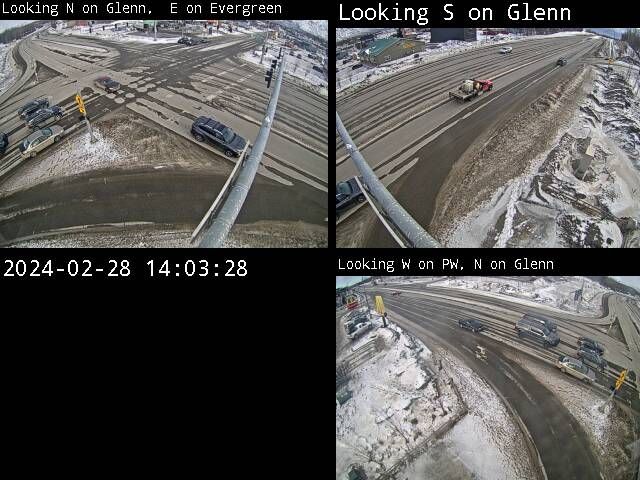 Looking N on Glenn,  E on Evergreen
Looking S on Glenn
2024-02-28 14:03:28
Looking W on PW, N on Glenn